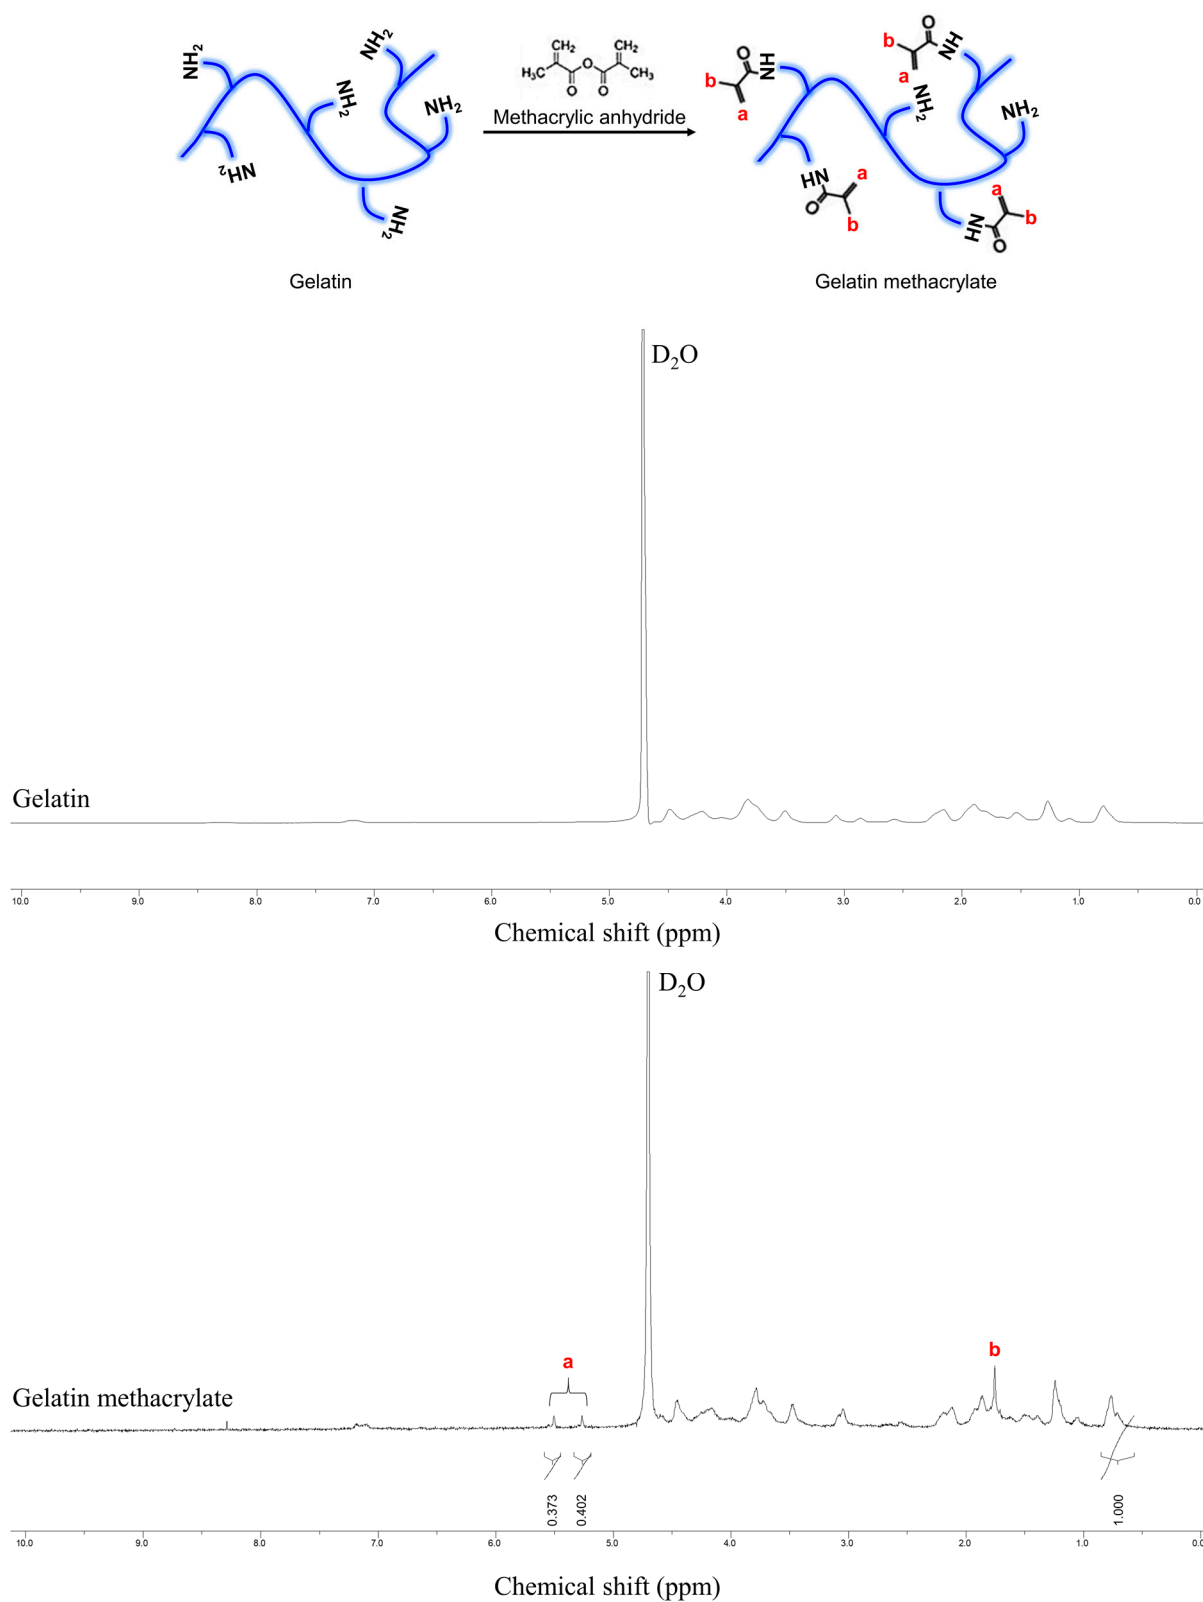 NH2
NH2
NH2
NH2
NH2
NH2
CH2
CH2
H3C
O
CH3
O
O
Methacrylic anhydride
O
b
NH
a
O
b
NH
a
NH2
NH2
HN
a
O
b
a
b
HN
O
Gelatin
Gelatin methacrylate
D2O
Gelatin
10.0 9.0 8.0 7.0 6.0 5.0 4.0 3.0 2.0 1.0 0.0
Chemical shift (ppm)
D2O
a
b
Gelatin methacrylate
0.373
0.402
1.000
10.0 9.0 8.0 7.0 6.0 5.0 4.0 3.0 2.0 1.0 0.0
Chemical shift (ppm)